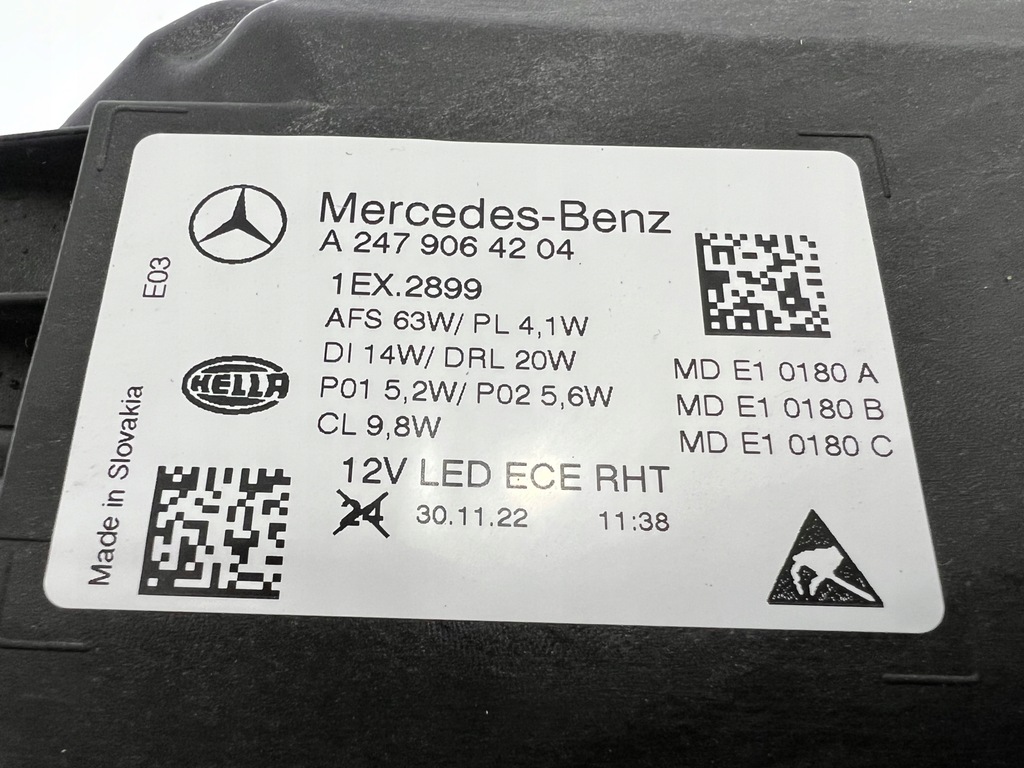 Mercedes-Benz
A 247 906 42 04
1EX.2899
AFS 63W/ PL 4,1W
DI 14W/ DRL 20W
P01 5,2W/ P02 5,6W
CL 9,8W
12V LED ECE RHT
24 30.11.22 11:38
E03
HELLA
Made in Slovakia
MD E1 0180 A
MD E1 0180 B
MD E1 0180 C